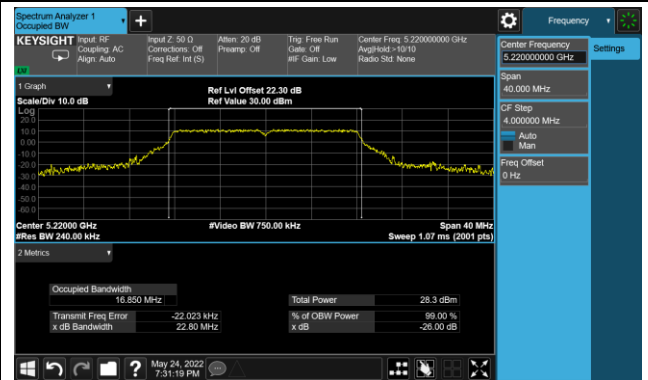 Spectrum Analyzer 1
Occupied BW
Frequency
KEYSIGHT
Input: RF
Coupling: AC
Align: Auto
Input Z: 50 Ω
Corrections: Off
Freq Ref: Int (S)
Atten: 20 dB
Preamp: Off
Trig: Free Run
Gate: Off
#IF Gain: Low
Center Freq: 5.220000000 GHz
Avg|Hold:>10/10
Radio Std: None
LXI
Center Frequency
5.220000000 GHz
Settings
Span
40.000 MHz
CF Step
4.000000 MHz
Auto
Man
Freq Offset
0 Hz
1 Graph
Scale/Div 10.0 dB
Ref Lvl Offset 22.30 dB
Ref Value 30.00 dBm
Log
20.0
10.0
0.00
-10.0
-20.0
-30.0
-40.0
-50.0
-60.0
Center 5.22000 GHz
#Res BW 240.00 kHz
#Video BW 750.00 kHz
Span 40 MHz
Sweep 1.07 ms (2001 pts)
2 Metrics
Occupied Bandwidth
16.850 MHz
Total Power 28.3 dBm
Transmit Freq Error -22.023 kHz
% of OBW Power 99.00 %
x dB Bandwidth 22.80 MHz
x dB -26.00 dB
?
May 24, 2022
7:31:19 PM